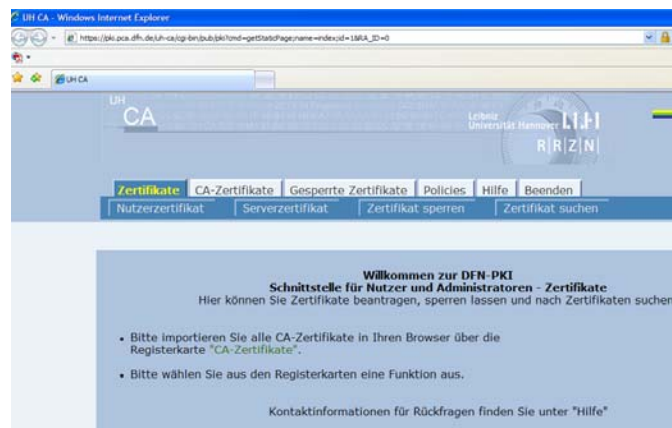 UH CA - Windows Internet Explorer
https://pki.pca.dfn.de/uh-ca/cgi-bin/pub/pki?cmd=getStaticPage;name=index;id=1&RA_ID=0
UH CA
UH
CA
Leibniz
Universität Hannover
R|R|Z|N|
Zertifikate CA-Zertifikate Gesperrte Zertifikate Policies Hilfe Beenden
Nutzerzertifikat Serverzertifikat Zertifikat sperren Zertifikat suchen
Willkommen zur DFN-PKI
Schnittstelle für Nutzer und Administratoren - Zertifikate
Hier können Sie Zertifikate beantragen, sperren lassen und nach Zertifikaten suchen
• Bitte importieren Sie alle CA-Zertifikate in Ihren Browser über die
Registerkarte "CA-Zertifikate".
• Bitte wählen Sie aus den Registerkarten eine Funktion aus.
Kontaktinformationen für Rückfragen finden Sie unter "Hilfe"